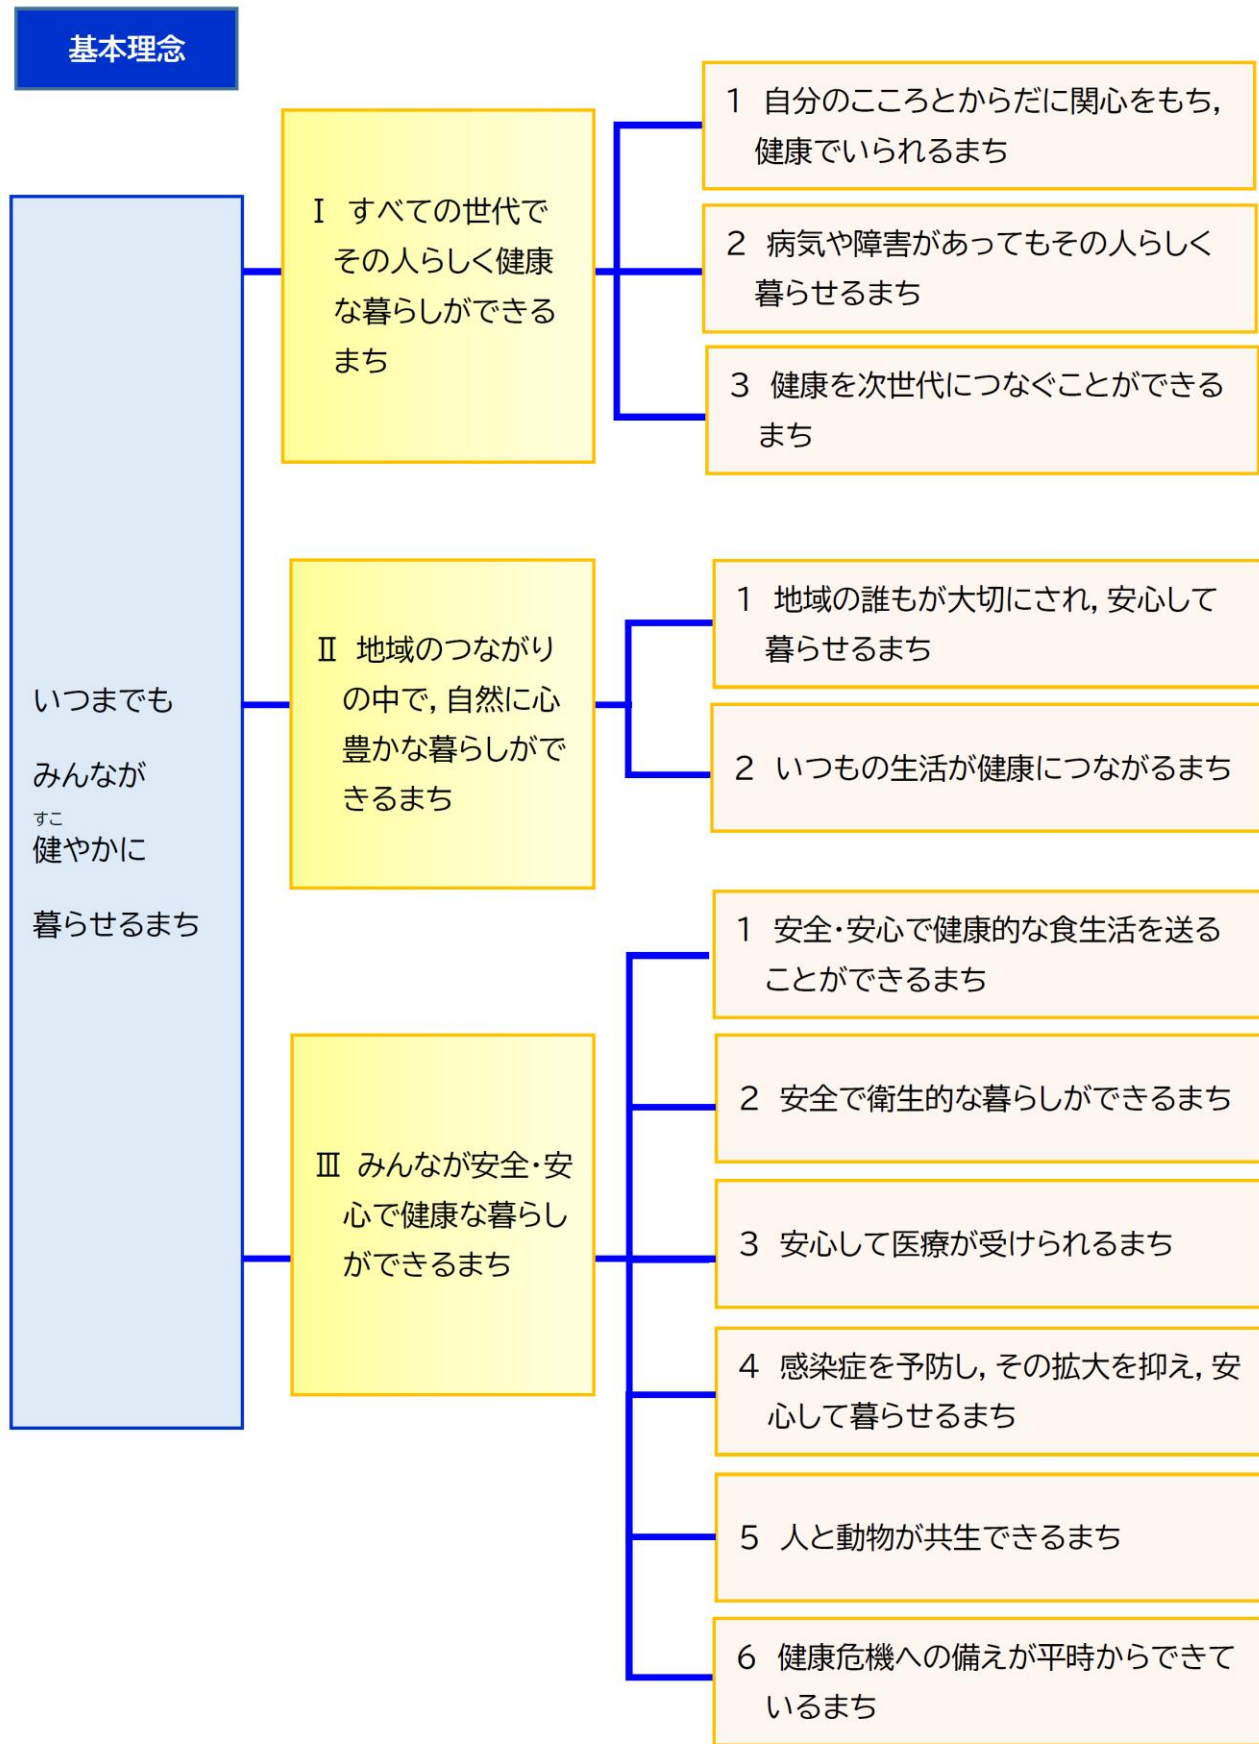 基本理念
いつまでも
みんなが
すこ
健やかに
暮らせるまち
Ⅰ すべての世代で
その人らしく健康
な暮らしができる
まち
1 自分のこころとからだに関心をもち,
健康でいられるまち
2 病気や障害があってもその人らしく
暮らせるまち
3 健康を次世代につなぐことができる
まち
Ⅱ 地域のつながり
の中で,自然に心
豊かな暮らしがで
きるまち
1 地域の誰もが大切にされ,安心して
暮らせるまち
2 いつもの生活が健康につながるまち
Ⅲ みんなが安全・安
心で健康な暮らし
ができるまち
1 安全・安心で健康的な食生活を送る
ことができるまち
2 安全で衛生的な暮らしができるまち
3 安心して医療が受けられるまち
4 感染症を予防し,その拡大を抑え,安
心して暮らせるまち
5 人と動物が共生できるまち
6 健康危機への備えが平時からできて
いるまち